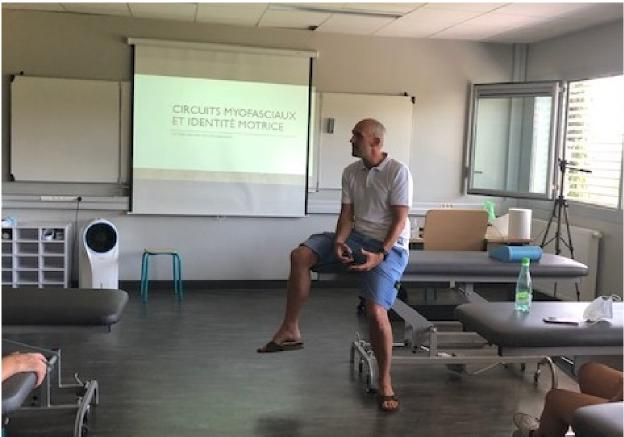 CIRCUITS MYOFASCIAUX
ET IDENTITÉ MOTRICE